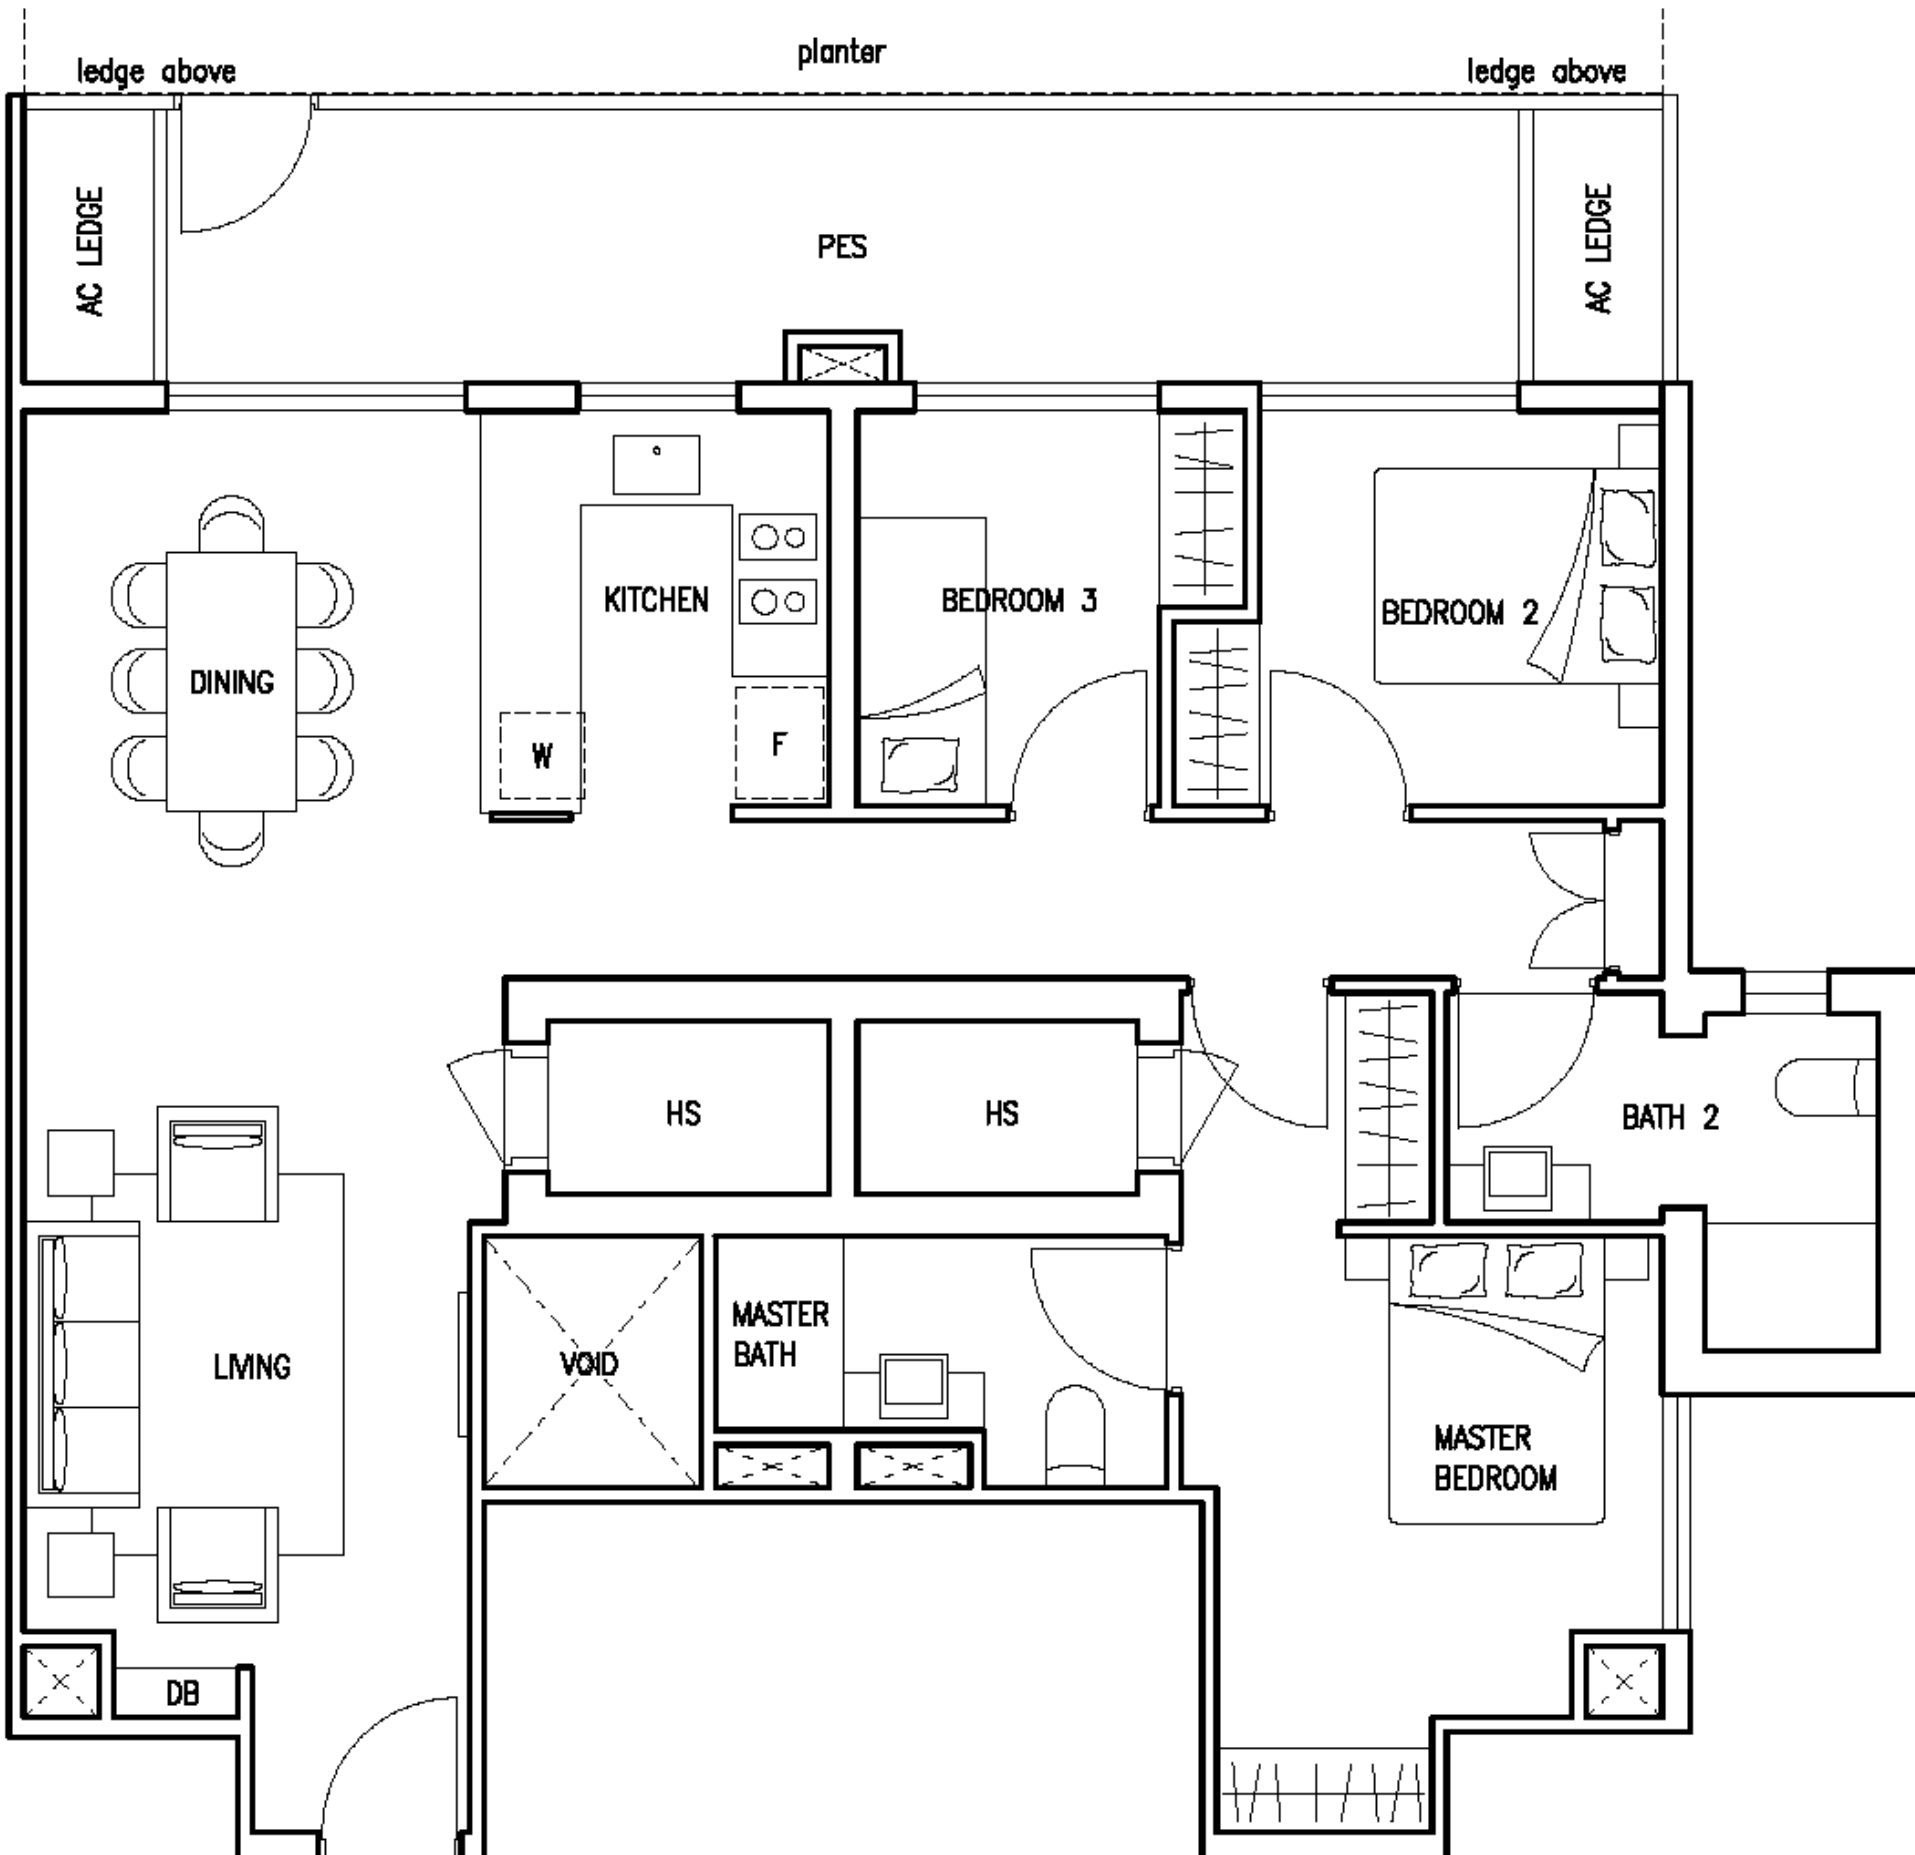 planter
ledge above
ledge above
AC LEDGE
PES
AC LEDGE
KITCHEN
BEDROOM 3
BEDROOM 2
DINING
W
F
HS
HS
BATH 2
MASTER
BATH
LIVING
VOID
MASTER
BEDROOM
DB